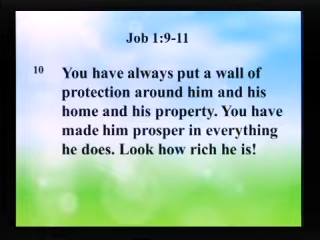 Job 1:9-11
10 You have always put a wall of
protection around him and his
home and his property. You have
made him prosper in everything
he does. Look how rich he is!